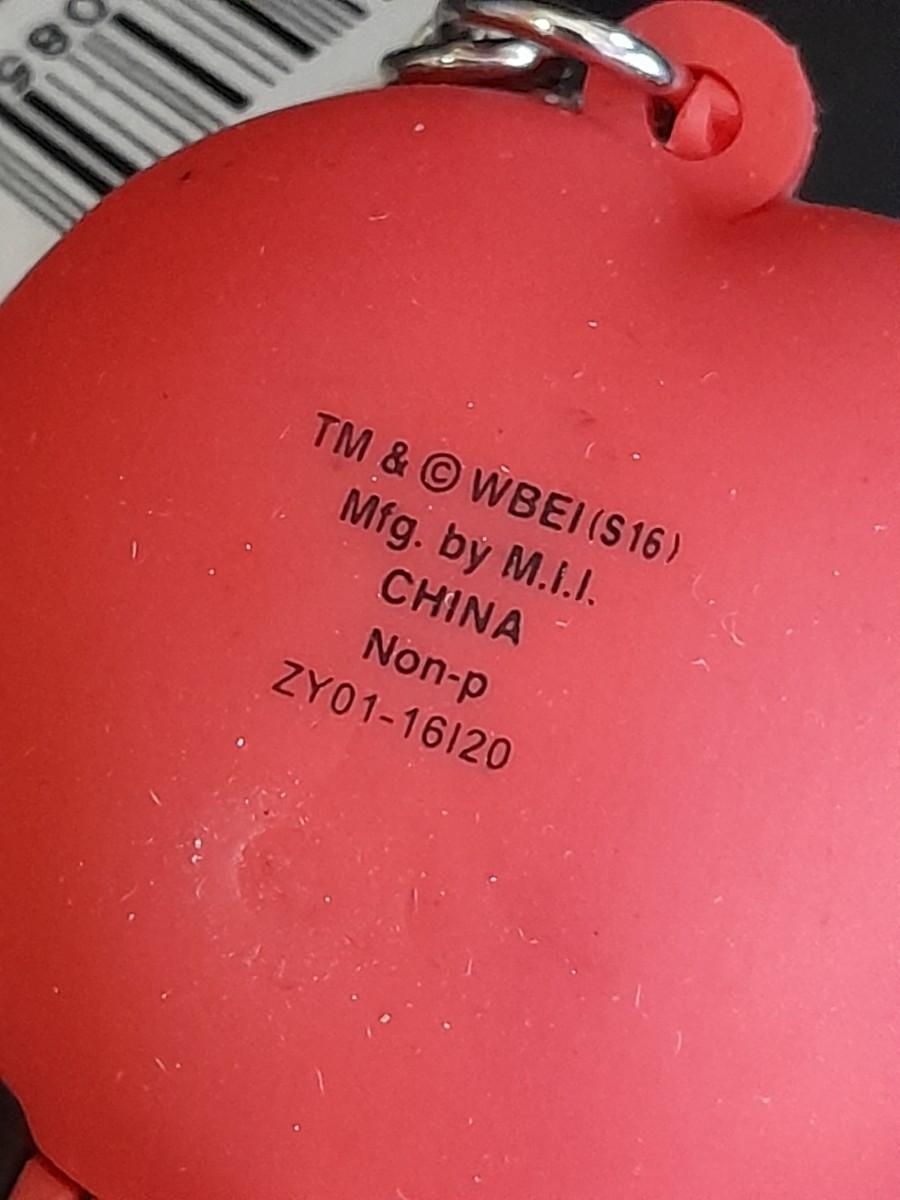 TM & © WBEI (S16)
Mfg. by M.I.I.
CHINA
Non-p
ZY01-16I20